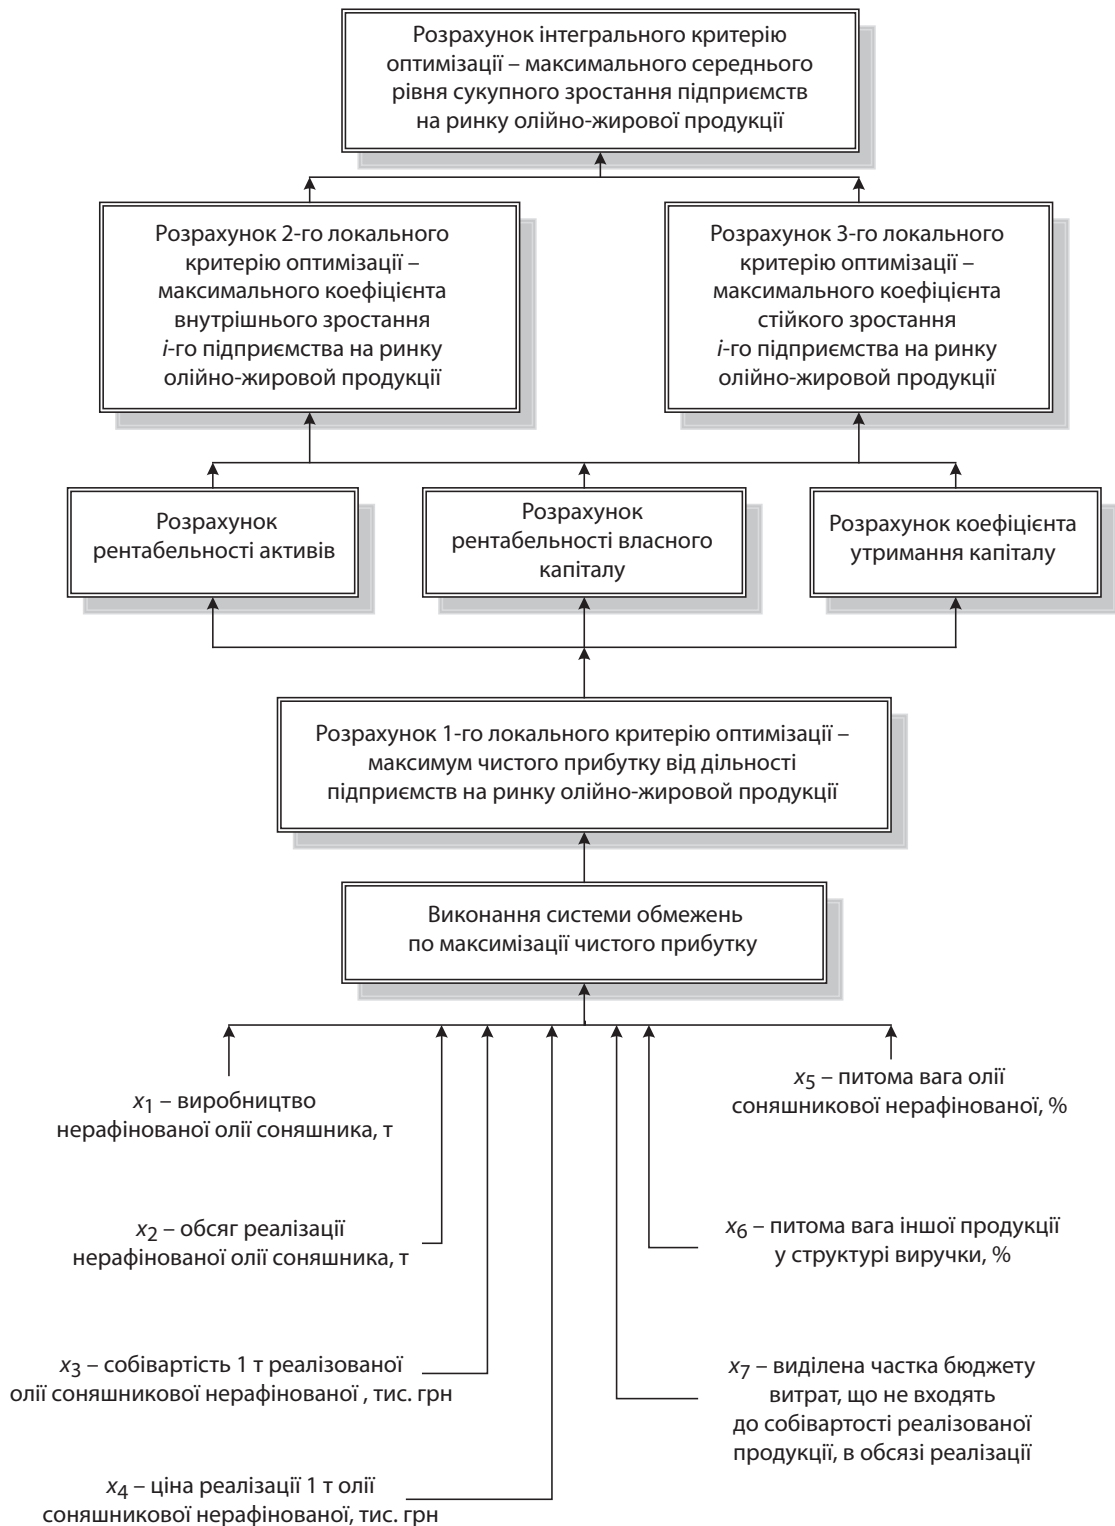 Розрахунок інтегрального критерію
оптимізації – максимального середнього
рівня сукупного зростання підприємств
на ринку олійно-жирової продукції
Розрахунок 2-го локального
критерію оптимізації –
максимального коефіцієнта
внутрішнього зростання
i-го підприємства на ринку
олійно-жировой продукції
Розрахунок 3-го локального
критерію оптимізації –
максимального коефіцієнта
стійкого зростання
i-го підприємства на ринку
олійно-жировой продукції
Розрахунок
рентабельності активів
Розрахунок
рентабельності власного
капіталу
Розрахунок коефіцієнта
утримання капіталу
Розрахунок 1-го локального критерію оптимізації –
максимум чистого прибутку від дільності
підприємств на ринку олійно-жировой продукції
Виконання системи обмежень
по максимізації чистого прибутку
x1 – виробництво
нерафінованої олії соняшника, т
x5 – питома вага олії
соняшникової нерафінованої, %
x2 – обсяг реалізації
нерафінованої олії соняшника, т
x6 – питома вага іншої продукції
у структурі виручки, %
x3 – собівартість 1 т реалізованої
олії соняшникової нерафінованої , тис. грн
x7 – виділена частка бюджету
витрат, що не входять
до собівартості реалізованої
продукції, в обсязі реалізації
x4 – ціна реалізації 1 т олії
соняшникової нерафінованої, тис. грн